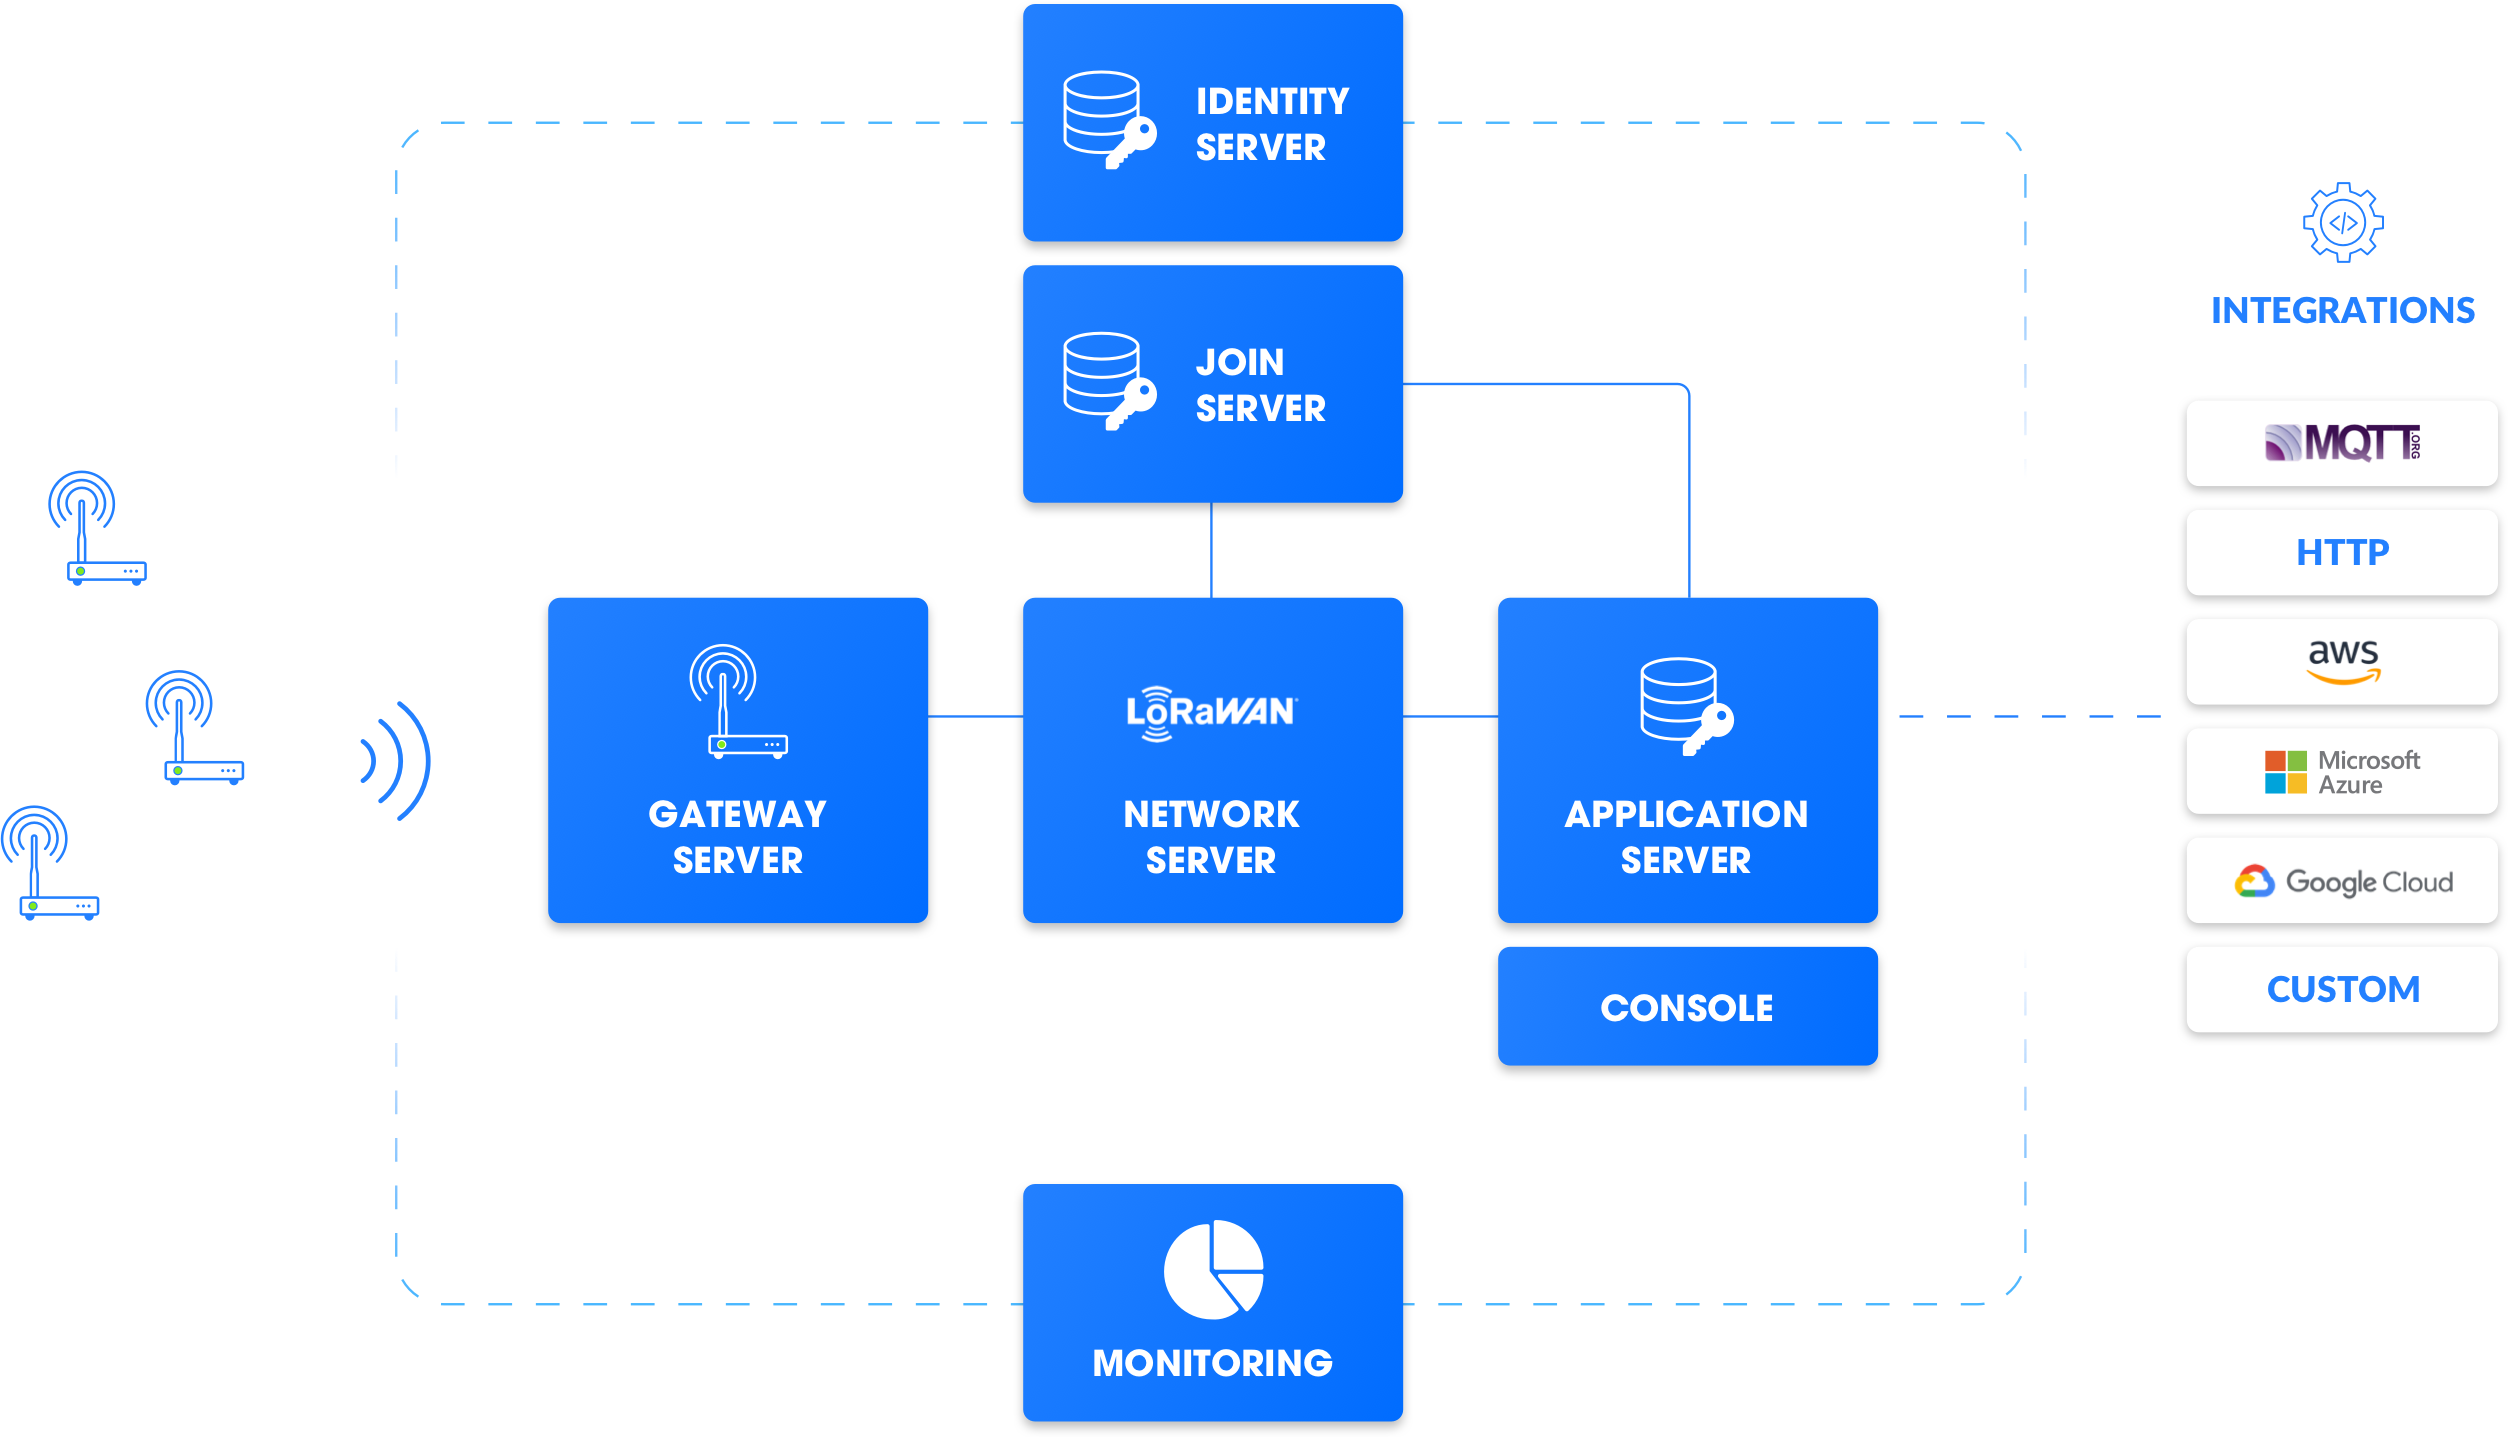 IDENTITY
SERVER
JOIN
SERVER
LoRaWAN®
GATEWAY
SERVER
NETWORK
SERVER
APPLICATION
SERVER
CONSOLE
MONITORING
</>
INTEGRATIONS
MQTT.ORG
HTTP
aws
Microsoft
Azure
Google Cloud
CUSTOM